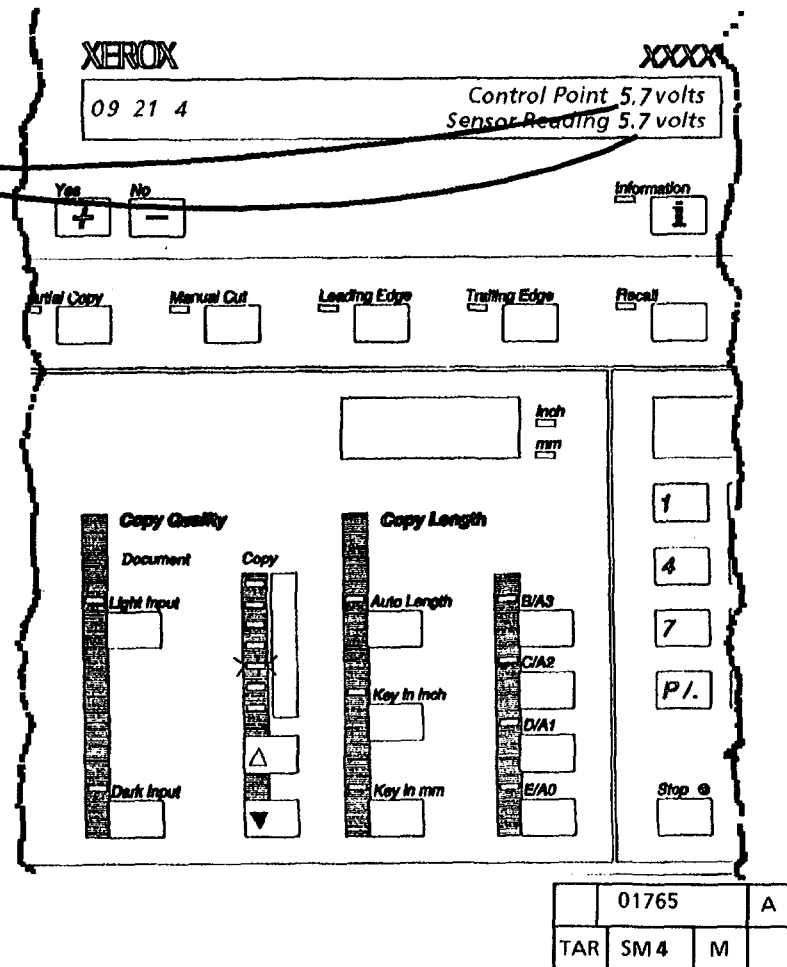 XEROX XXXX
09 21 4 Control Point 5.7 volts
Sensor Reading 5.7 volts
Yes No Information
+ − i
Copy Manual Cut Leading Edge Trailing Edge Recall
Inch
mm
Copy Quality Copy Length
1
Document Copy
4
Light Input Auto Length B/A3
7
C/A2
Key in Inch P/.
D/A1
Dark Input Key in mm E/A0 Stop
01765 A
TAR SM 4 M